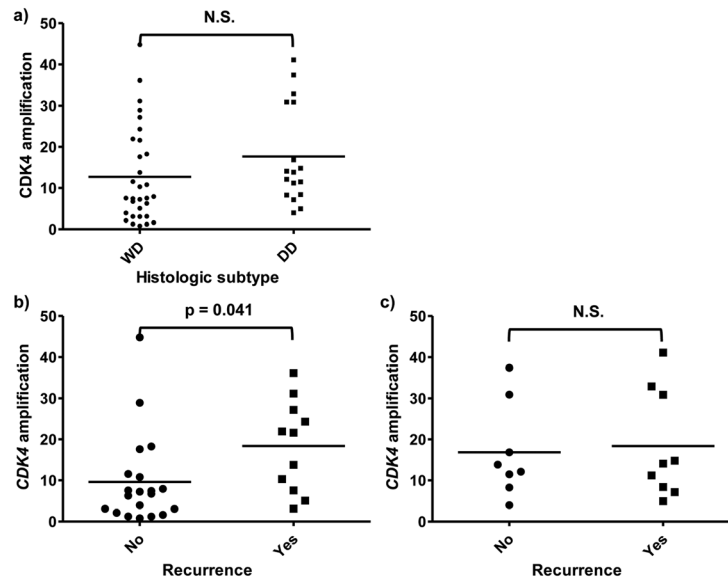 a)
N.S.
CDK4 amplification
50
40
30
20
10
0
WD
DD
Histologic subtype
b)
p = 0.041
CDK4 amplification
50
40
30
20
10
0
No
Yes
Recurrence
c)
N.S.
CDK4 amplification
50
40
30
20
10
0
No
Yes
Recurrence